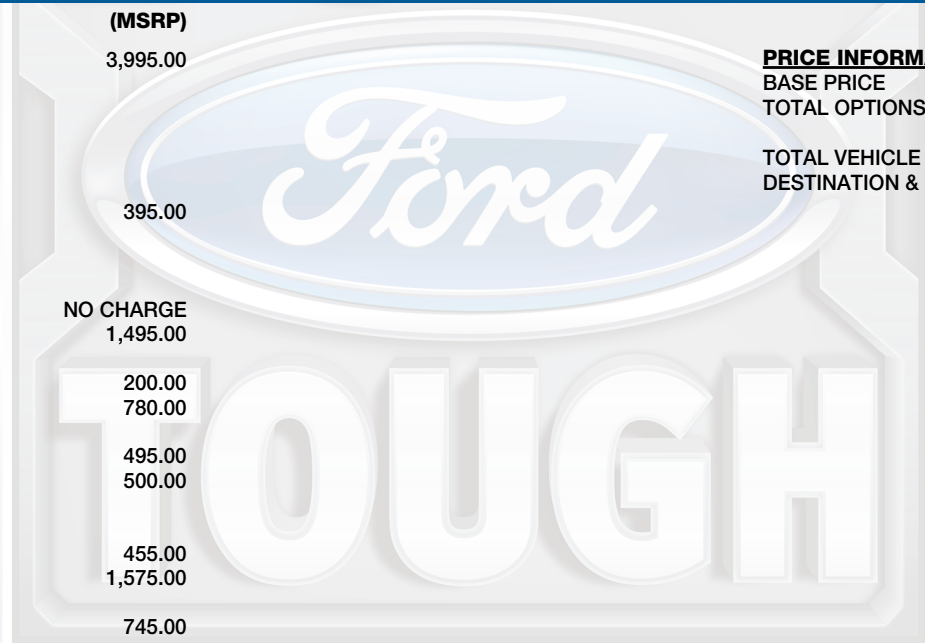 (MSRP)
3,995.00
395.00
NO CHARGE
1,495.00
200.00
780.00
495.00
500.00
455.00
1,575.00
745.00
PRICE INFORMA
BASE PRICE
TOTAL OPTIONS
TOTAL VEHICLE
DESTINATION &
Ford
TOUGH